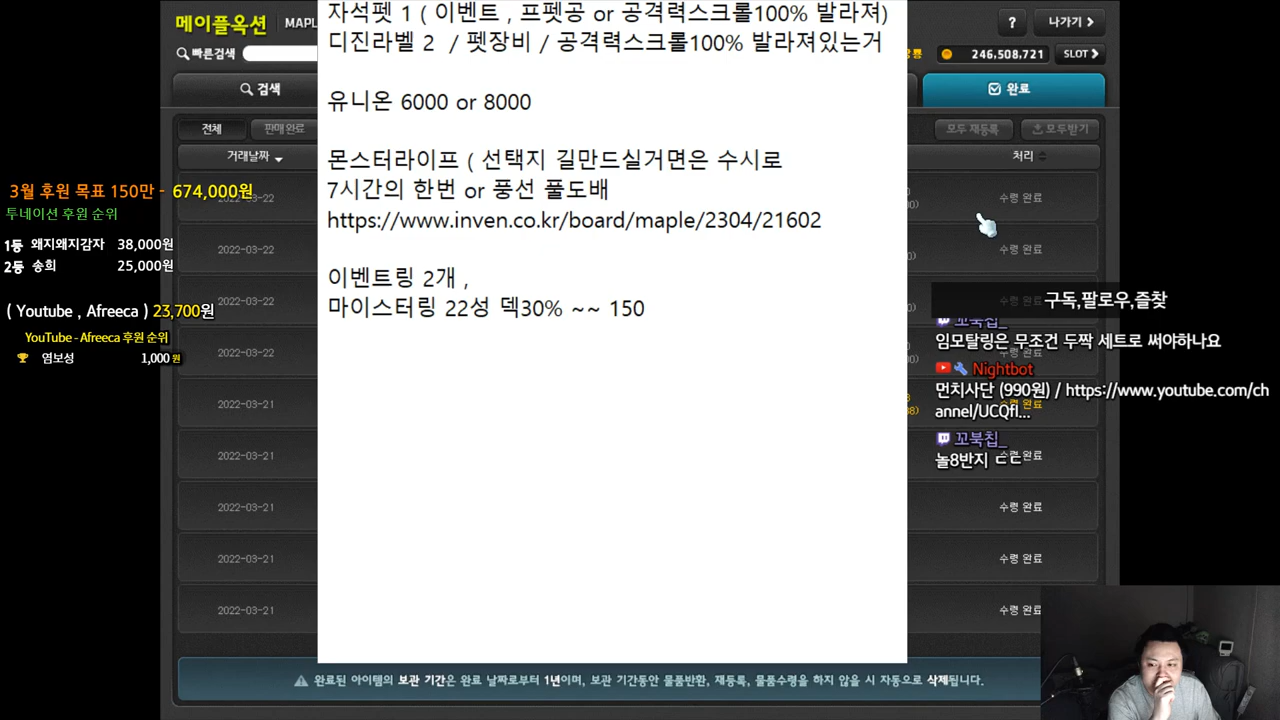 메이플옥션
MAPL
? 나가기
빠른검색
246,508,721 SLOT
검색
완료
전체 판매 완료
모두 재등록 모두받기
거래날짜
처리
자석펫 1 ( 이벤트 , 프펫공 or 공격력스크롤100% 발라져)
디진라벨 2 / 펫장비 / 공격력스크롤100% 발라져있는거
유니온 6000 or 8000
몬스터라이프 ( 선택지 길만드실거면은 수시로
7시간의 한번 or 풍선 풀도배
https://www.inven.co.kr/board/maple/2304/21602
이벤트링 2개 ,
마이스터링 22성 덱30% ~~ 150
3월 후원 목표 150만 - 674,000원
투네이션 후원 순위
1등 왜지왜지감자 38,000원
2등 송희 25,000원
( Youtube , Afreeca ) 23,700원
YouTube - Afreeca 후원 순위
염보성 1,000 원
2022-03-22 수령 완료
2022-03-22 수령 완료
2022-03-22
2022-03-22 수령 완료
2022-03-21 수령 완료
2022-03-21 수령 완료
2022-03-21 수령 완료
2022-03-21 수령 완료
2022-03-21 수령 완료
구독,팔로우,즐찾
꼬북칩_
임모탈링은 무조건 두짝 세트로 써야하나요
Nightbot
먼치사단 (990원) / https://www.youtube.com/ch
annel/UCQfl...
꼬북칩_
놀8반지 ㄷㄷ
완료된 아이템의 보관 기간은 완료 날짜로부터 1년이며, 보관 기간동안 물품반환, 재등록, 물품수령을 하지 않을 시 자동으로 삭제됩니다.